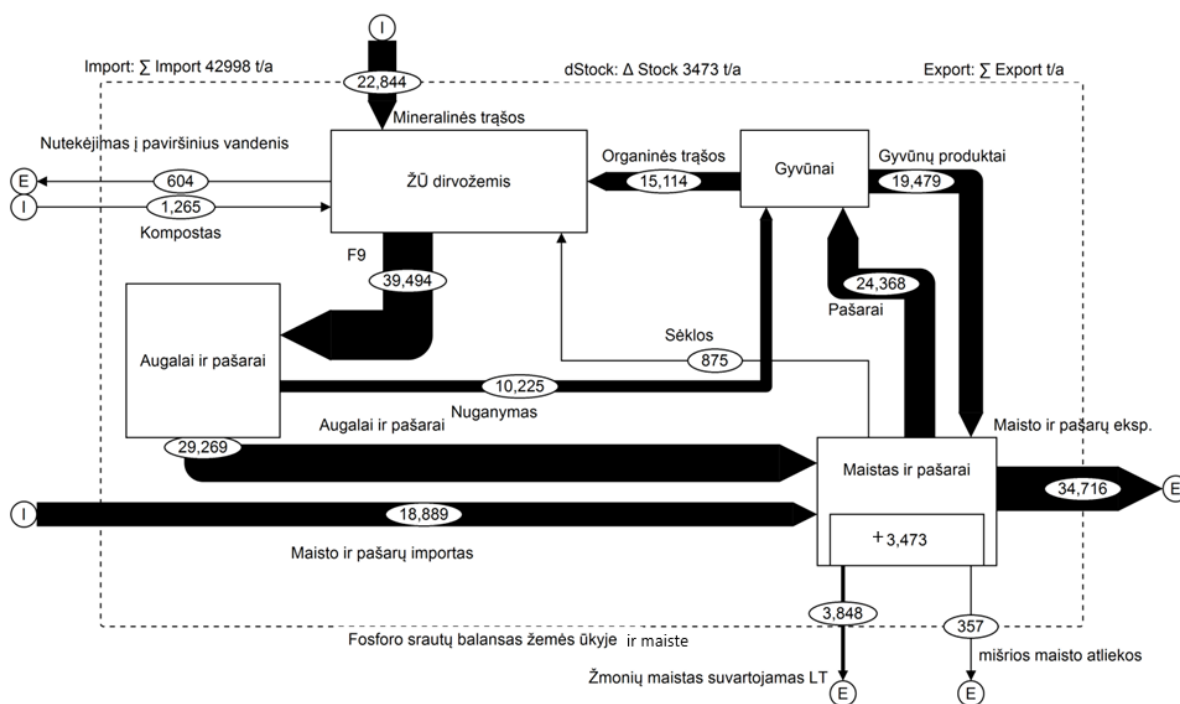 I
Import: ∑ Import 42998 t/a
dStock: Δ Stock 3473 t/a
Export: ∑ Export t/a
22,844
Mineralinės trąšos
Nutekėjimas į paviršinius vandenis
E
604
I
1,265
Kompostas
ŽŪ dirvožemis
Organinės trąšos
15,114
Gyvūnai
Gyvūnų produktai
19,479
F9
39,494
24,368
Pašarai
Sėklos
875
Augalai ir pašarai
10,225
Nuganymas
Augalai ir pašarai
29,269
Maisto ir pašarų eksp.
Maistas ir pašarai
34,716
E
I
18,889
Maisto ir pašarų importas
+3,473
3,848
357
Fosforo srautų balansas žemės ūkyje ir maiste
mišrios maisto atliekos
Žmonių maistas suvartojamas LT
E
E